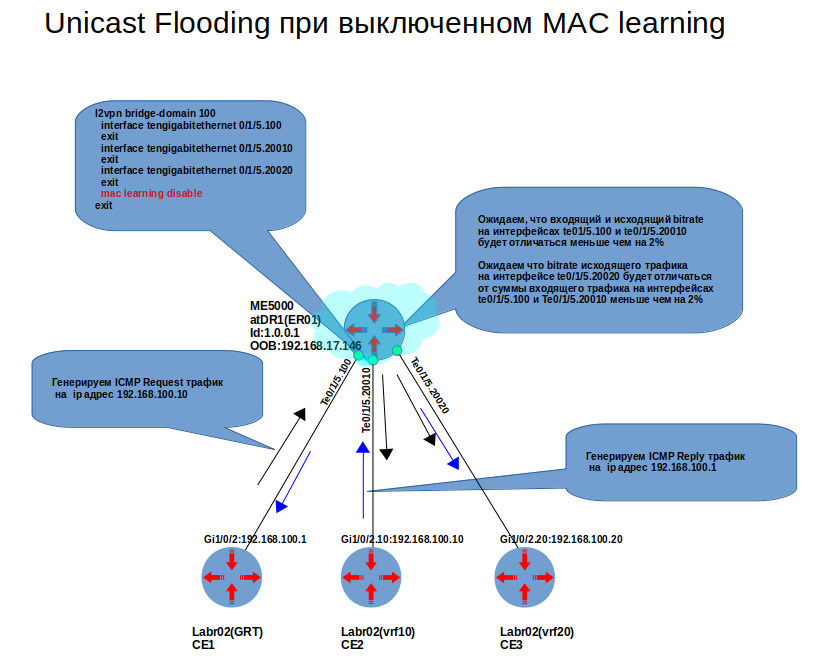 Unicast Flooding при выключенном MAC learning
l2vpn bridge-domain 100
interface tengigabitethernet 0/1/5.100
exit
interface tengigabitethernet 0/1/5.20010
exit
interface tengigabitethernet 0/1/5.20020
exit
mac learning disable
exit
Ожидаем, что входящий и исходящий bitrate
на интерфейсах te01/5.100 и te0/1/5.20010
будет отличаться меньше чем на 2%
Ожидаем что bitrate исходящего трафика
на интерфейсе te0/1/5.20020 будет отличаться
от суммы входящего трафика на интерфейсах
te0/1/5.100 и Te0/1/5.20010 меньше чем на 2%
ME5000
atDR1(ER01)
Id:1.0.0.1
OOB:192.168.17.146
Генерируем ICMP Request трафик
на ip адрес 192.168.100.10
Te0/1/5.100
Te0/1/5.20010
Te0/1/5.20020
Генерируем ICMP Reply трафик
на ip адрес 192.168.100.1
Gi1/0/2:192.168.100.1
Gi1/0/2.10:192.168.100.10
Gi1/0/2.20:192.168.100.20
Labr02(GRT)
CE1
Labr02(vrf10)
CE2
Labr02(vrf20)
CE3